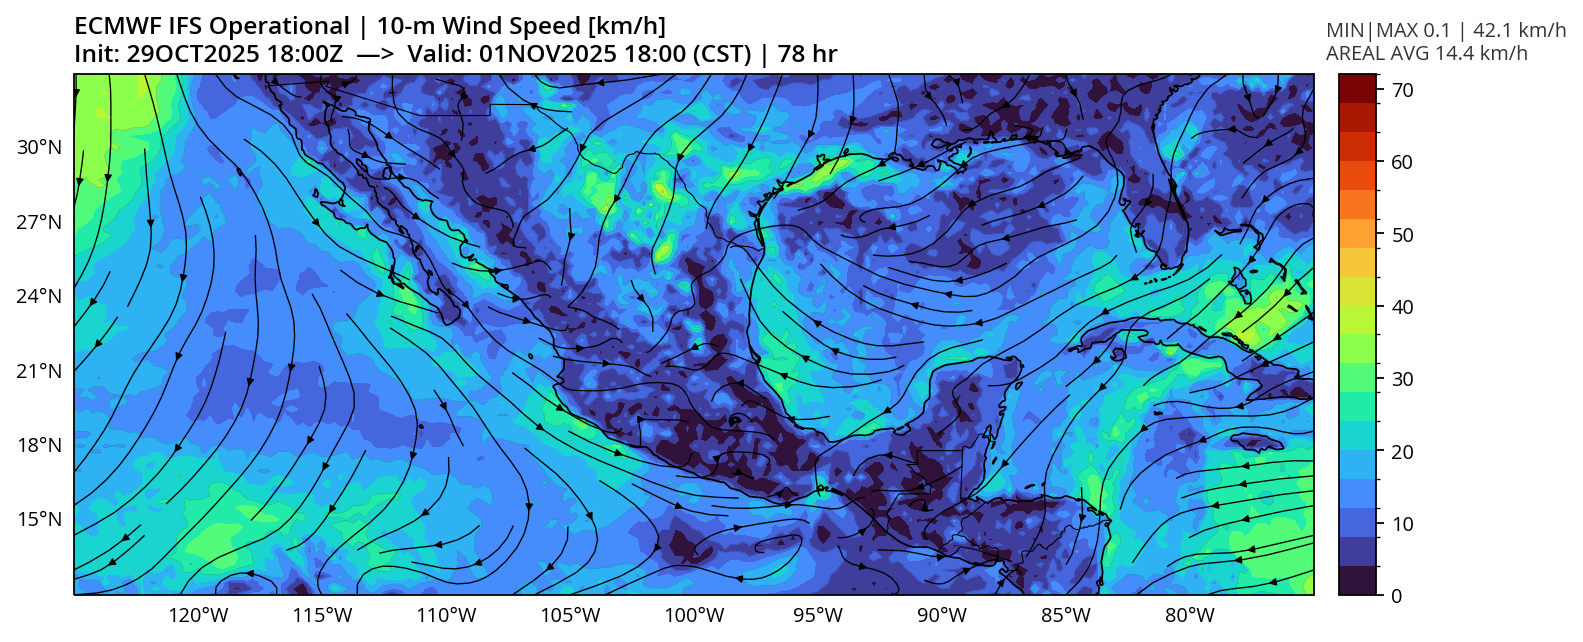 ECMWF IFS Operational | 10-m Wind Speed [km/h]
Init: 29OCT2025 18:00Z —> Valid: 01NOV2025 18:00 (CST) | 78 hr
MIN|MAX 0.1 | 42.1 km/h
AREAL AVG 14.4 km/h
30°N
27°N
24°N
21°N
18°N
15°N
120°W
115°W
110°W
105°W
100°W
95°W
90°W
85°W
80°W
70
60
50
40
30
20
10
0